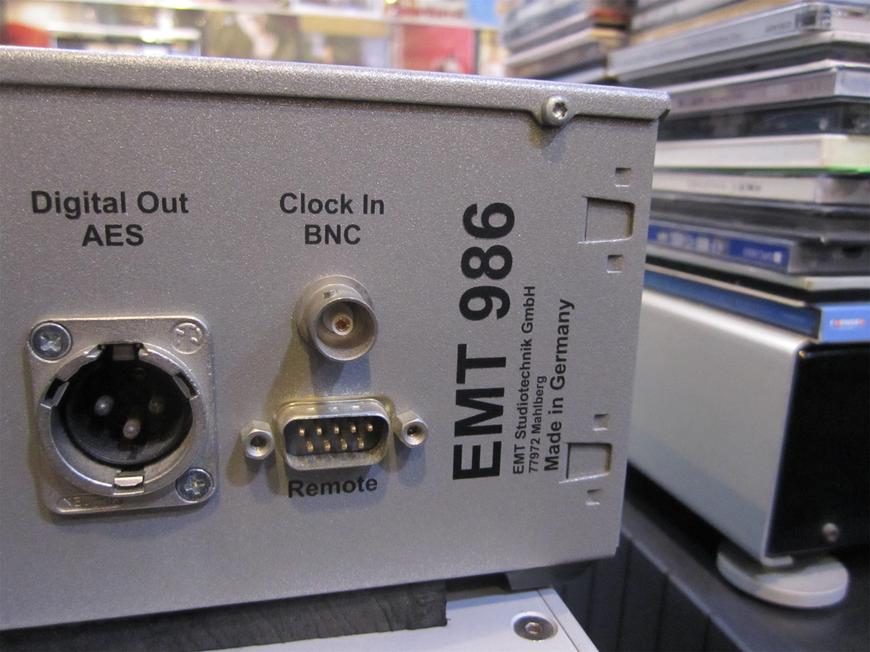 Digital Out
AES
Clock In
BNC
Remote
EMT 986
EMT Studiotechnik GmbH
77972 Mahlberg
Made in Germany